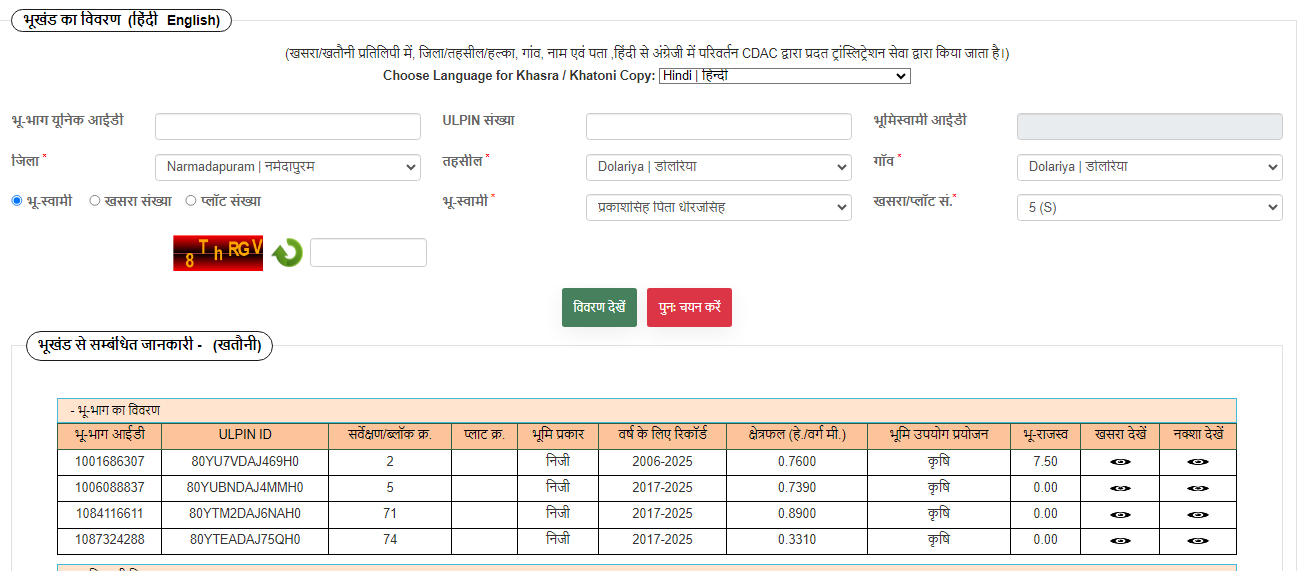 भूखंड का विवरण (हिंदी English)
(खसरा/खतौनी प्रतिलिपी में, जिला/तहसील/हल्का, गांव, नाम एवं पता ,हिंदी से अंग्रेजी में परिवर्तन CDAC द्वारा प्रदत ट्रांस्लिट्रेशन सेवा द्वारा किया जाता है।)
Choose Language for Khasra / Khatoni Copy: Hindi | हिन्दी
भू-भाग यूनिक आईडी ULPIN संख्या भूमिस्वामी आईडी
जिला * Narmadapuram | नर्मदापुरम तहसील * Dolariya | डोलरिया गाँव * Dolariya | डोलरिया
भू-स्वामी खसरा संख्या प्लॉट संख्या भू-स्वामी * प्रकाशसिंह पिता धीरजसिंह खसरा/प्लॉट सं.* 5 (S)
8ThRGV
विवरण देखें पुनः चयन करें
भूखंड से सम्बंधित जानकारी - (खतौनी)
- भू-भाग का विवरण
भू-भाग आईडी ULPIN ID सर्वेक्षण/ब्लॉक क्र. प्लाट क्र. भूमि प्रकार वर्ष के लिए रिकॉर्ड क्षेत्रफल (हे./वर्ग मी.) भूमि उपयोग प्रयोजन भू-राजस्व खसरा देखें नक्शा देखें
1001686307 80YU7VDAJ469H0 2 निजी 2006-2025 0.7600 कृषि 7.50
1006088837 80YUBNDAJ4MMH0 5 निजी 2017-2025 0.7390 कृषि 0.00
1084116611 80YTM2DAJ6NAH0 71 निजी 2017-2025 0.8900 कृषि 0.00
1087324288 80YTEADAJ75QH0 74 निजी 2017-2025 0.3310 कृषि 0.00